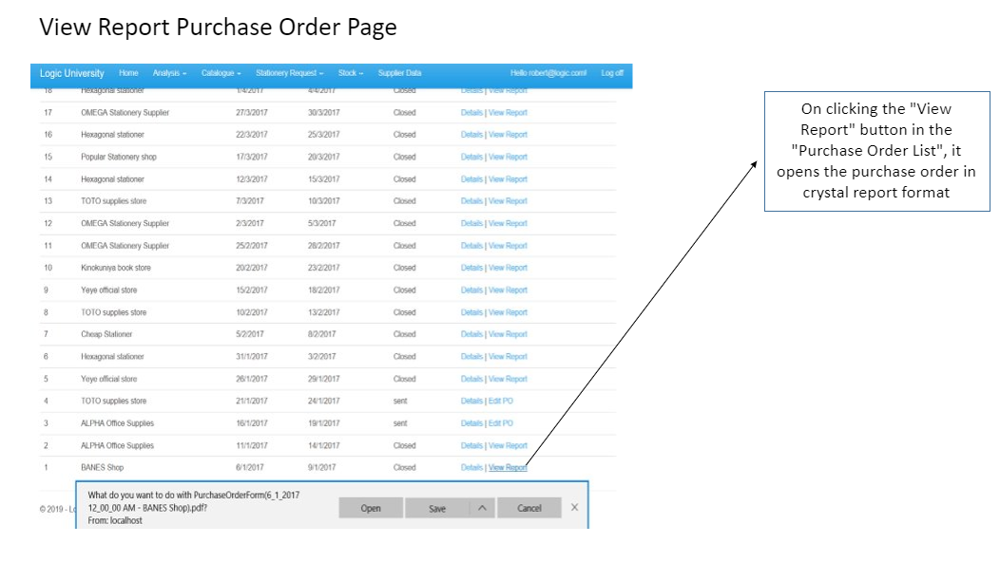 View Report Purchase Order Page
Logic University Home Analysis Catalogue Stationery Request Stock Supplier Data Hello robert@logic.com! Log off
18 Hexagonal stationer 1/4/2017 4/4/2017 Closed Details | View Report
17 OMEGA Stationery Supplier 27/3/2017 30/3/2017 Closed Details | View Report
16 Hexagonal stationer 22/3/2017 25/3/2017 Closed Details | View Report
15 Popular Stationery shop 17/3/2017 20/3/2017 Closed Details | View Report
14 Hexagonal stationer 12/3/2017 15/3/2017 Closed Details | View Report
13 TOTO supplies store 7/3/2017 10/3/2017 Closed Details | View Report
12 OMEGA Stationery Supplier 2/3/2017 5/3/2017 Closed Details | View Report
11 OMEGA Stationery Supplier 25/2/2017 28/2/2017 Closed Details | View Report
10 Kinokuniya book store 20/2/2017 23/2/2017 Closed Details | View Report
9 Yeye official store 15/2/2017 18/2/2017 Closed Details | View Report
8 TOTO supplies store 10/2/2017 13/2/2017 Closed Details | View Report
7 Cheap Stationer 5/2/2017 8/2/2017 Closed Details | View Report
6 Hexagonal stationer 31/1/2017 3/2/2017 Closed Details | View Report
5 Yeye official store 26/1/2017 29/1/2017 Closed Details | View Report
4 TOTO supplies store 21/1/2017 24/1/2017 sent Details | Edit PO
3 ALPHA Office Supplies 16/1/2017 19/1/2017 sent Details | Edit PO
2 ALPHA Office Supplies 11/1/2017 14/1/2017 Closed Details | View Report
1 BANES Shop 6/1/2017 9/1/2017 Closed Details | View Report
© 2019 -
What do you want to do with PurchaseOrderForm(6_1_2017
12_00_00 AM - BANES Shop).pdf?
From: localhost
Open Save Cancel X
On clicking the "View
Report" button in the
"Purchase Order List", it
opens the purchase order in
crystal report format